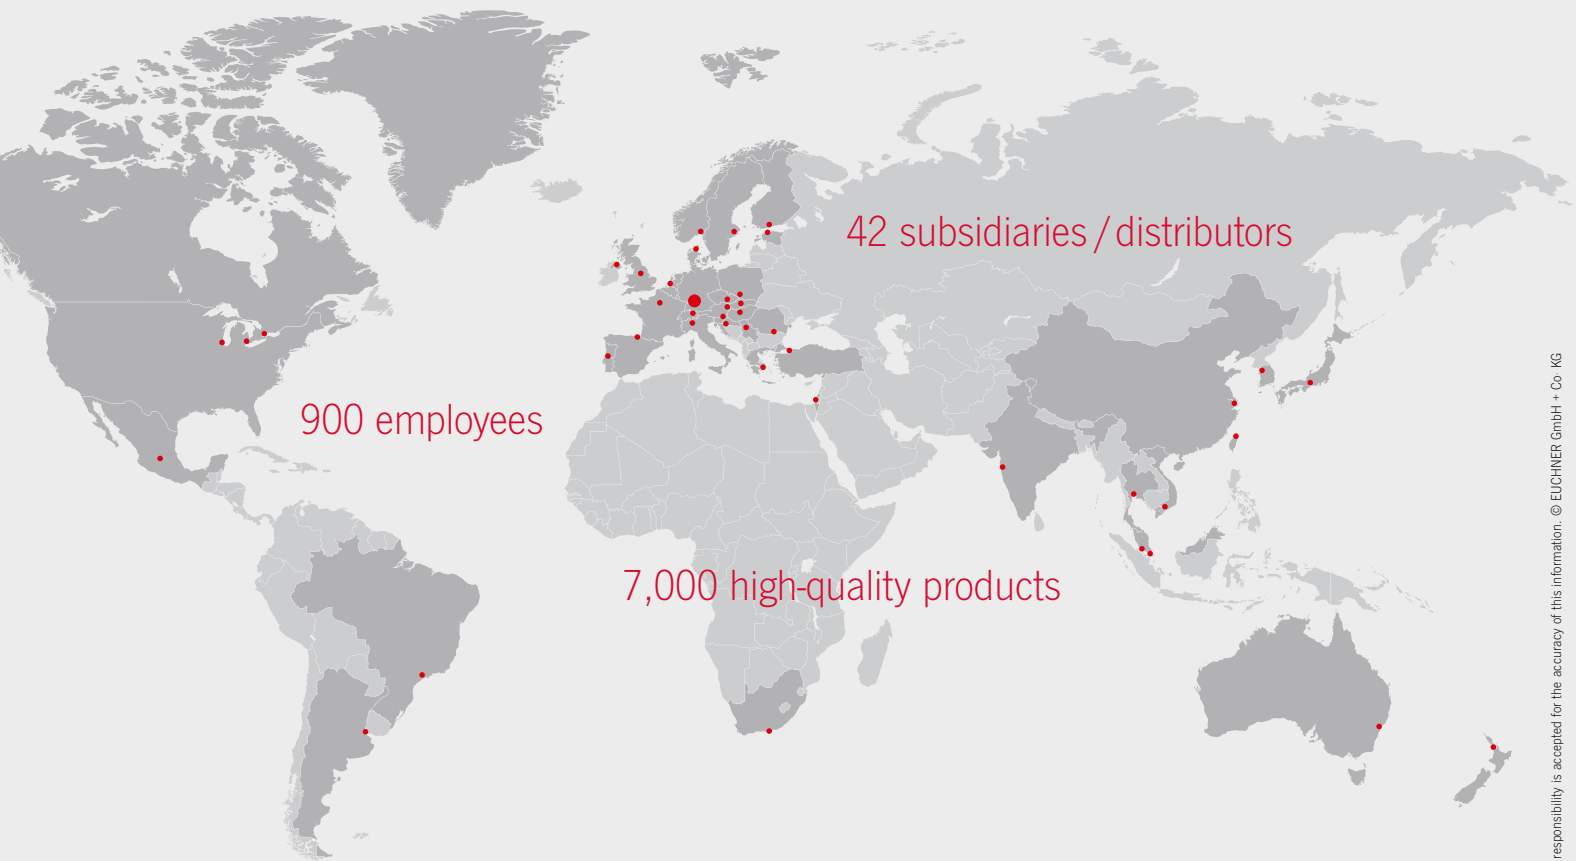 42 subsidiaries / distributors
900 employees
7,000 high-quality products
responsibility is accepted for the accuracy of this information. © EUCHNER GmbH + Co. KG